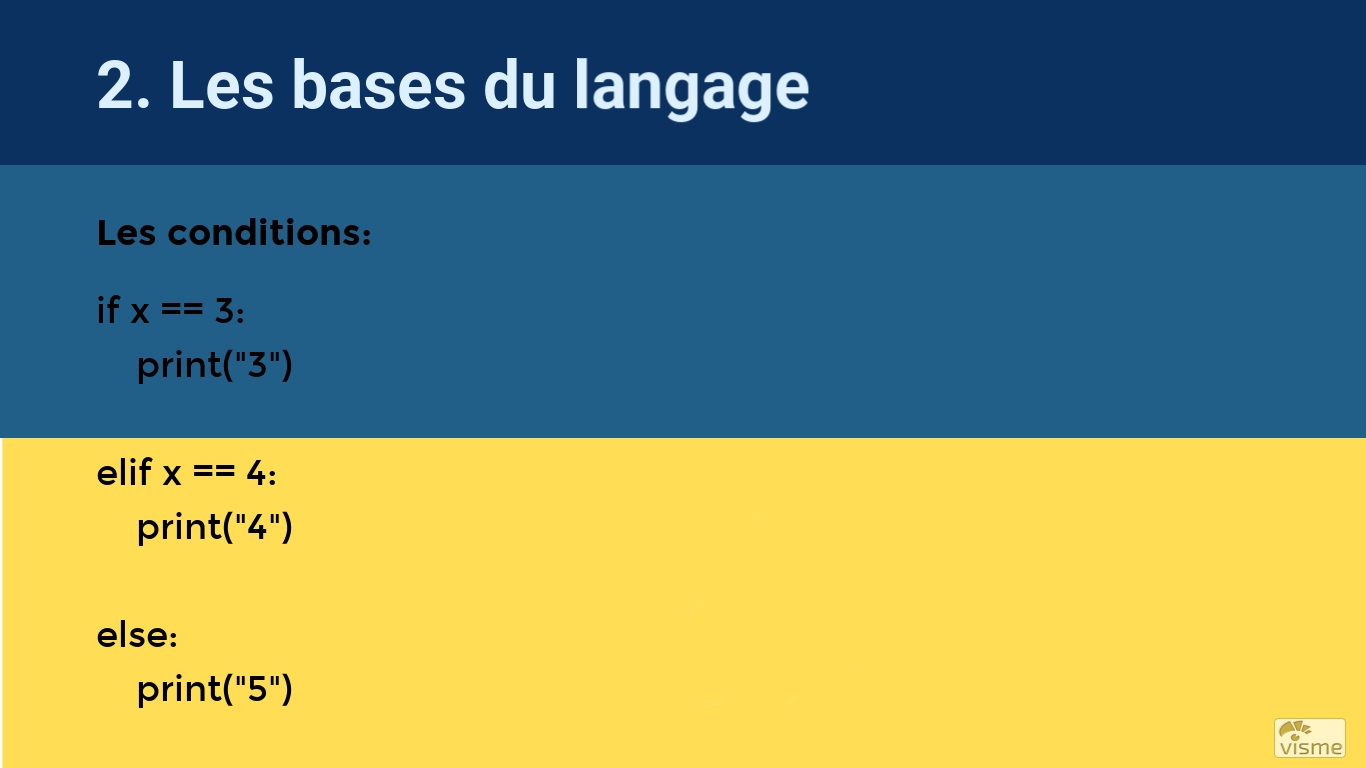 2. Les bases du langage
Les conditions:
if x == 3:
print("3")
elif x == 4:
print("4")
else:
print("5")
visme